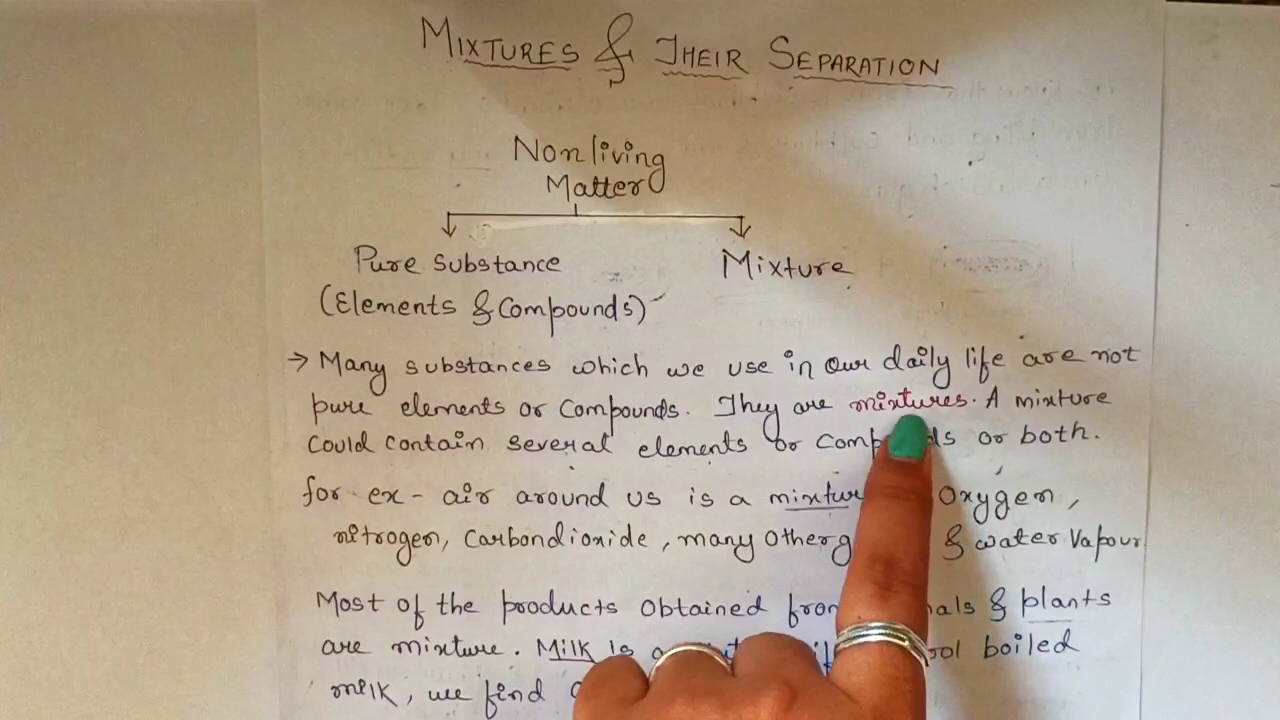 MIXTURES & THEIR SEPARATION
Nonliving
Matter
Pure Substance
Mixture
(Elements & Compounds)
→ Many substances which we use in our daily life are not
pure elements or compounds. They are mixtures. A mixture
could contain several elements or or both.
for ex- air around us is a Oxygen,
nitrogen, carbondioxide, many other & water vapour
Most of the products obtained & plants
are mixture. Milk is boiled
milk, we find